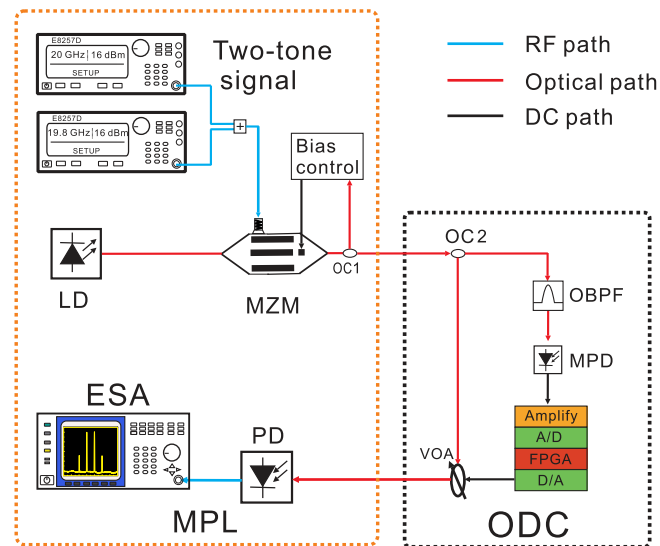 E8257D
20 GHz|16 dBm
SETUP
E8257D
19.8 GHz|16 dBm
SETUP
Two-tone
signal
+
Bias
control
RF path
Optical path
DC path
LD
MZM
OC1
OC2
OBPF
MPD
Amplify
A/D
FPGA
D/A
VOA
ODC
ESA
PD
MPL